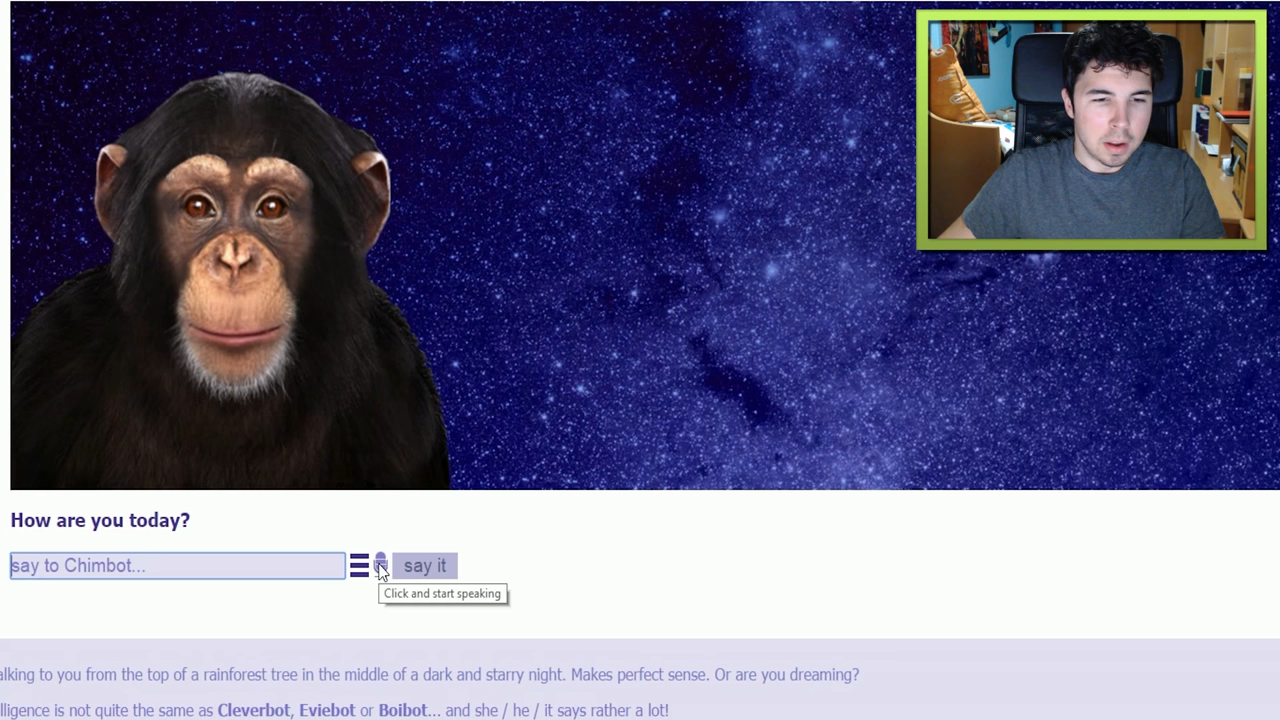 How are you today?
say to Chimbot...
say it
Click and start speaking
alking to you from the top of a rainforest tree in the middle of a dark and starry night. Makes perfect sense. Or are you dreaming?
lligence is not quite the same as Cleverbot, Eviebot or Boibot... and she / he / it says rather a lot!